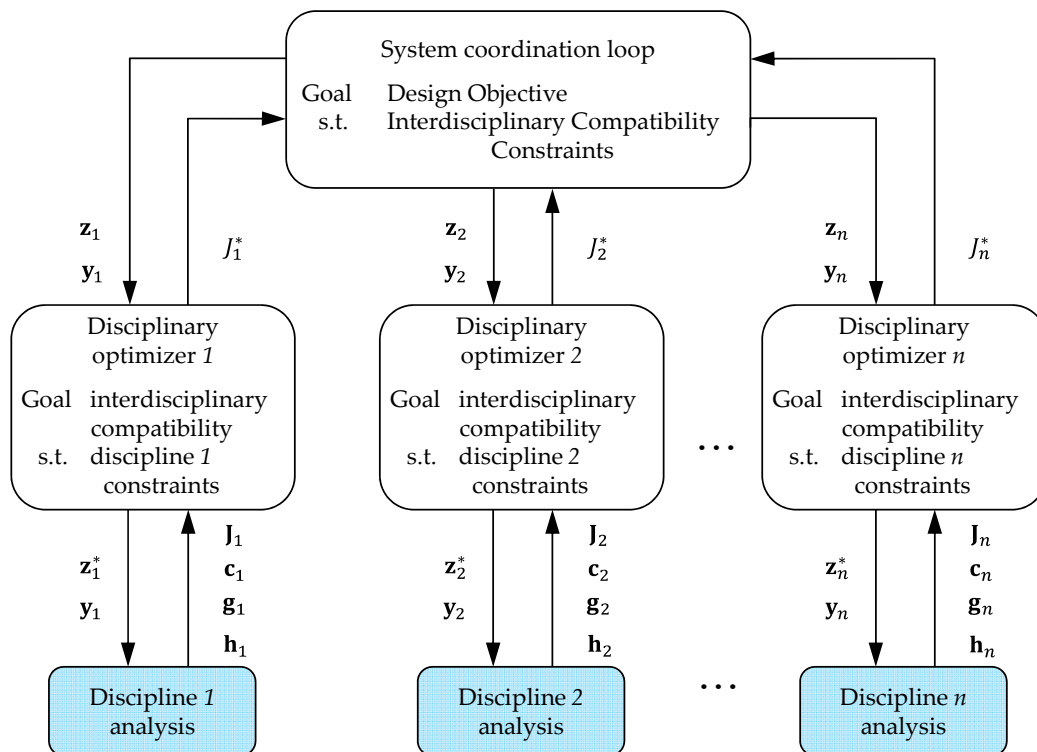 System coordination loop
Goal Design Objective
s.t. Interdisciplinary Compatibility
Constraints
z₁
y₁
J₁*
z₂
y₂
J₂*
zₙ
yₙ
Jₙ*
Disciplinary
optimizer 1
Goal interdisciplinary
compatibility
s.t. discipline 1
constraints
Disciplinary
optimizer 2
Goal interdisciplinary
compatibility
s.t. discipline 2
constraints
...
Disciplinary
optimizer n
Goal interdisciplinary
compatibility
s.t. discipline n
constraints
z₁*
y₁
J₁
c₁
g₁
h₁
z₂*
y₂
J₂
c₂
g₂
h₂
zₙ*
yₙ
Jₙ
cₙ
gₙ
hₙ
Discipline 1
analysis
Discipline 2
analysis
...
Discipline n
analysis